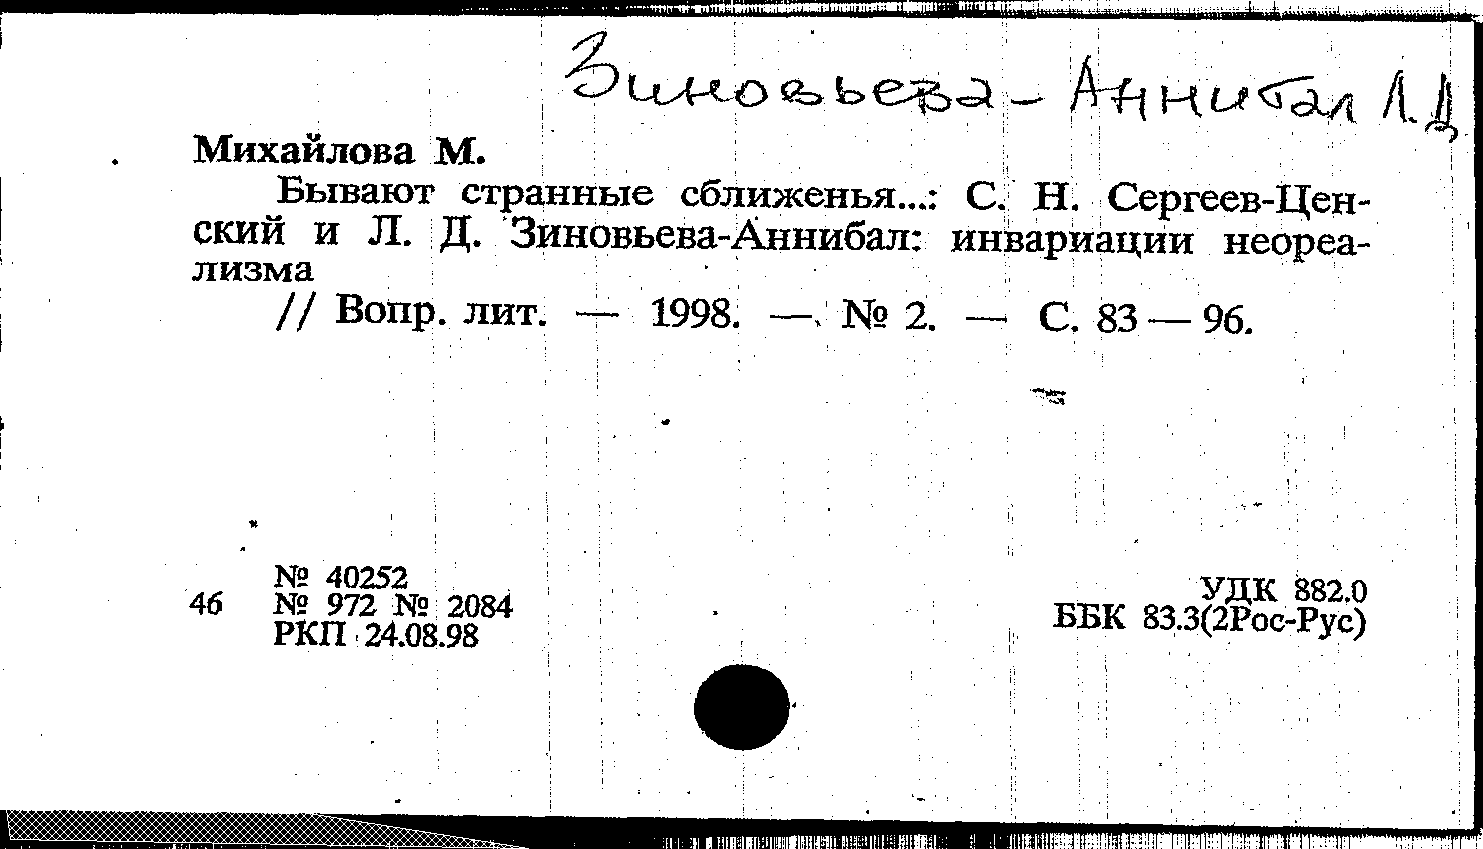 Зиновьева-Аннибал Л.Д
Михайлова М.
Бывают странные сближенья...: С. Н. Сергеев-Цен-
ский и Л. Д. Зиновьева-Аннибал: инвариации неореа-
лизма
// Вопр. лит. — 1998. — № 2. — С. 83 — 96.
№ 40252
46 № 972 № 2084
РКП 24.08.98
УДК 882.0
ББК 83.3(2Рос-Рус)